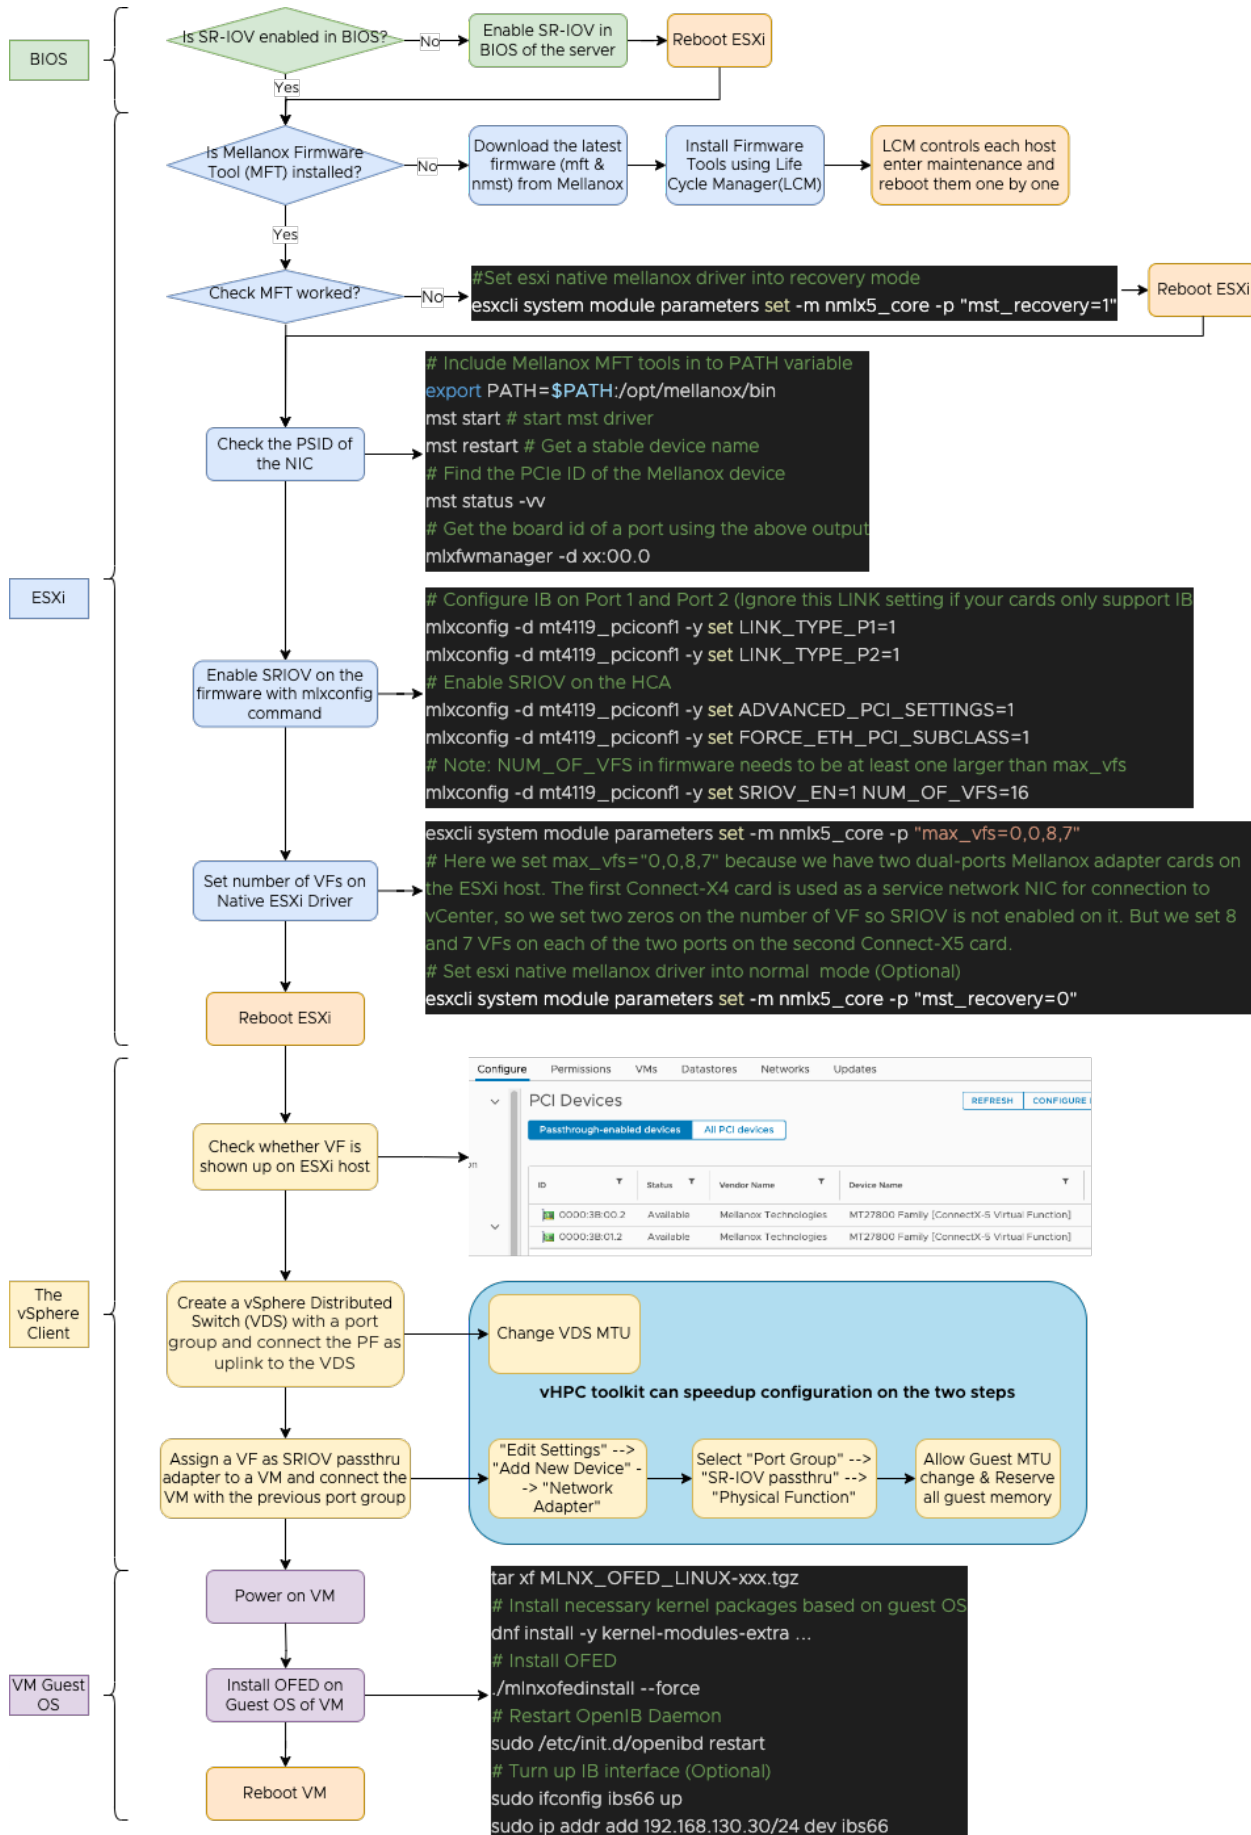 BIOS
Is SR-IOV enabled in BIOS?
No
Enable SR-IOV in
BIOS of the server
Reboot ESXi
Yes
ESXi
Is Mellanox Firmware
Tool (MFT) installed?
No
Download the latest
firmware (mft &
nmst) from Mellanox
Install Firmware
Tools using Life
Cycle Manager(LCM)
LCM controls each host
enter maintenance and
reboot them one by one
Yes
Check MFT worked?
No
#Set esxi native mellanox driver into recovery mode
esxcli system module parameters set -m nmlx5_core -p "mst_recovery=1"
Reboot ESXi
Check the PSID of
the NIC
# Include Mellanox MFT tools in to PATH variable
export PATH=$PATH:/opt/mellanox/bin
mst start # start mst driver
mst restart # Get a stable device name
# Find the PCIe ID of the Mellanox device
mst status -vv
# Get the board id of a port using the above output
mlxfwmanager -d xx:00.0
Enable SRIOV on the
firmware with mlxconfig
command
# Configure IB on Port 1 and Port 2 (Ignore this LINK setting if your cards only support IB
mlxconfig -d mt4119_pciconf1 -y set LINK_TYPE_P1=1
mlxconfig -d mt4119_pciconf1 -y set LINK_TYPE_P2=1
# Enable SRIOV on the HCA
mlxconfig -d mt4119_pciconf1 -y set ADVANCED_PCI_SETTINGS=1
mlxconfig -d mt4119_pciconf1 -y set FORCE_ETH_PCI_SUBCLASS=1
# Note: NUM_OF_VFS in firmware needs to be at least one larger than max_vfs
mlxconfig -d mt4119_pciconf1 -y set SRIOV_EN=1 NUM_OF_VFS=16
Set number of VFs on
Native ESXi Driver
esxcli system module parameters set -m nmlx5_core -p "max_vfs=0,0,8,7"
# Here we set max_vfs="0,0,8,7" because we have two dual-ports Mellanox adapter cards on
the ESXi host. The first Connect-X4 card is used as a service network NIC for connection to
vCenter, so we set two zeros on the number of VF so SRIOV is not enabled on it. But we set 8
and 7 VFs on each of the two ports on the second Connect-X5 card.
# Set esxi native mellanox driver into normal  mode (Optional)
esxcli system module parameters set -m nmlx5_core -p "mst_recovery=0"
Reboot ESXi
The
vSphere
Client
Check whether VF is
shown up on ESXi host
Configure Permissions VMs Datastores Networks Updates
PCI Devices
REFRESH CONFIGURE
Passthrough-enabled devices All PCI devices
on
ID Status Vendor Name Device Name
0000:3B:00.2 Available Mellanox Technologies MT27800 Family [ConnectX-5 Virtual Function]
0000:3B:01.2 Available Mellanox Technologies MT27800 Family [ConnectX-5 Virtual Function]
Create a vSphere Distributed
Switch (VDS) with a port
group and connect the PF as
uplink to the VDS
Change VDS MTU
vHPC toolkit can speedup configuration on the two steps
Assign a VF as SRIOV passthru
adapter to a VM and connect the
VM with the previous port group
"Edit Settings" -->
"Add New Device" -
-> "Network
Adapter"
Select "Port Group" -->
"SR-IOV passthru" -->
"Physical Function"
Allow Guest MTU
change & Reserve
all guest memory
VM Guest
OS
Power on VM
Install OFED on
Guest OS of VM
Reboot VM
tar xf MLNX_OFED_LINUX-xxx.tgz
# Install necessary kernel packages based on guest OS
dnf install -y kernel-modules-extra ...
# Install OFED
./mlnxofedinstall --force
# Restart OpenIB Daemon
sudo /etc/init.d/openibd restart
# Turn up IB interface (Optional)
sudo ifconfig ibs66 up
sudo ip addr add 192.168.130.30/24 dev ibs66